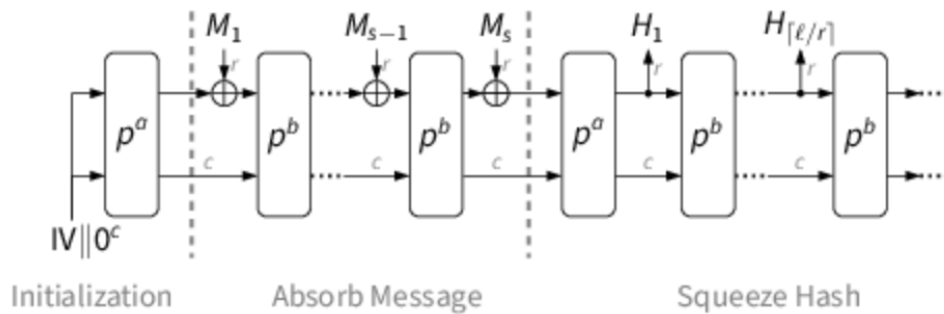 M₁ Mₛ₋₁ Mₛ H₁ H⌈ℓ/r⌉
r r r r r
pᵃ pᵇ pᵇ pᵃ pᵇ pᵇ
c c c c c
IV‖0ᶜ
Initialization Absorb Message Squeeze Hash